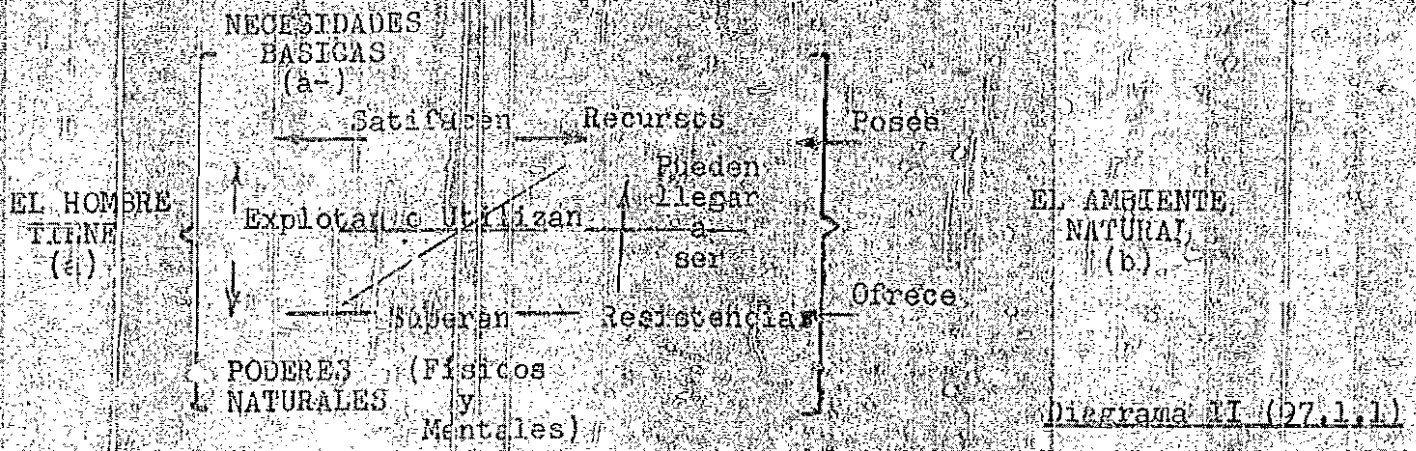 NECESIDADES
BASICAS
(a-)
Satifacen Recursos Posee
Pueden
EL HOMBRE llegar EL AMBIENTE
TIENE Explotan o Utilizan a NATURAL
(a) ser (b)
Ofrece
Superan Resistencias
PODERES (Físicos
NATURALES y
Mentales)
Diagrama II (27.1.1)